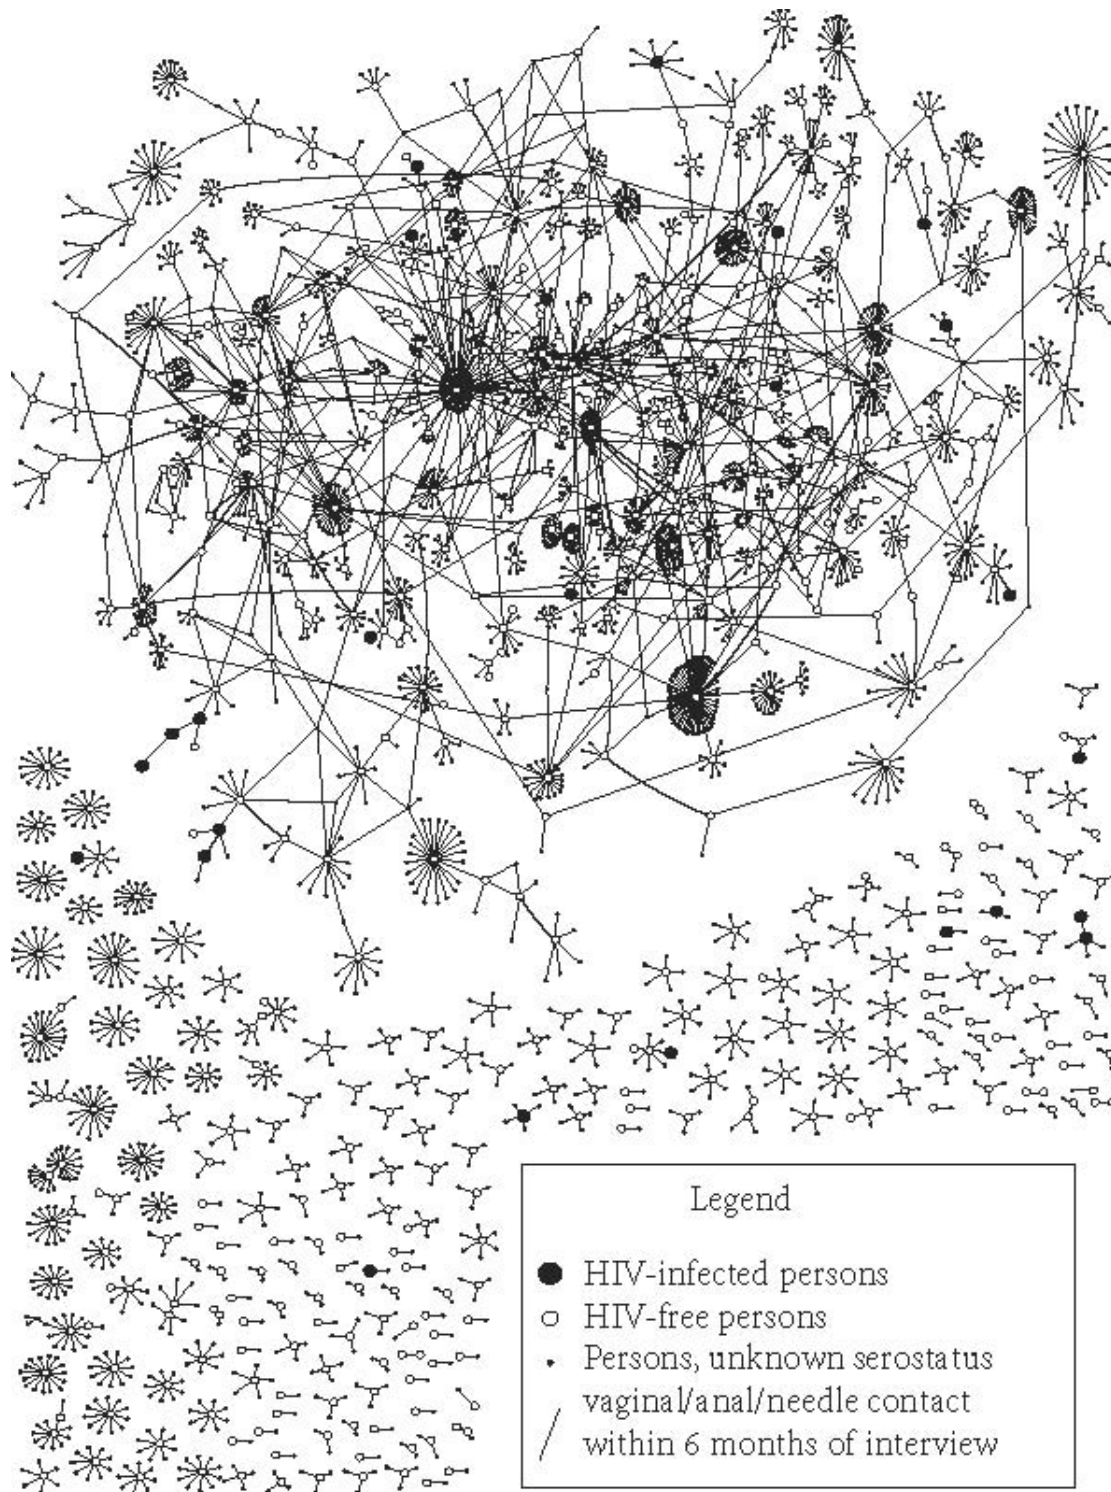 Legend
HIV-infected persons
HIV-free persons
Persons, unknown serostatus
vaginal/anal/needle contact
within 6 months of interview